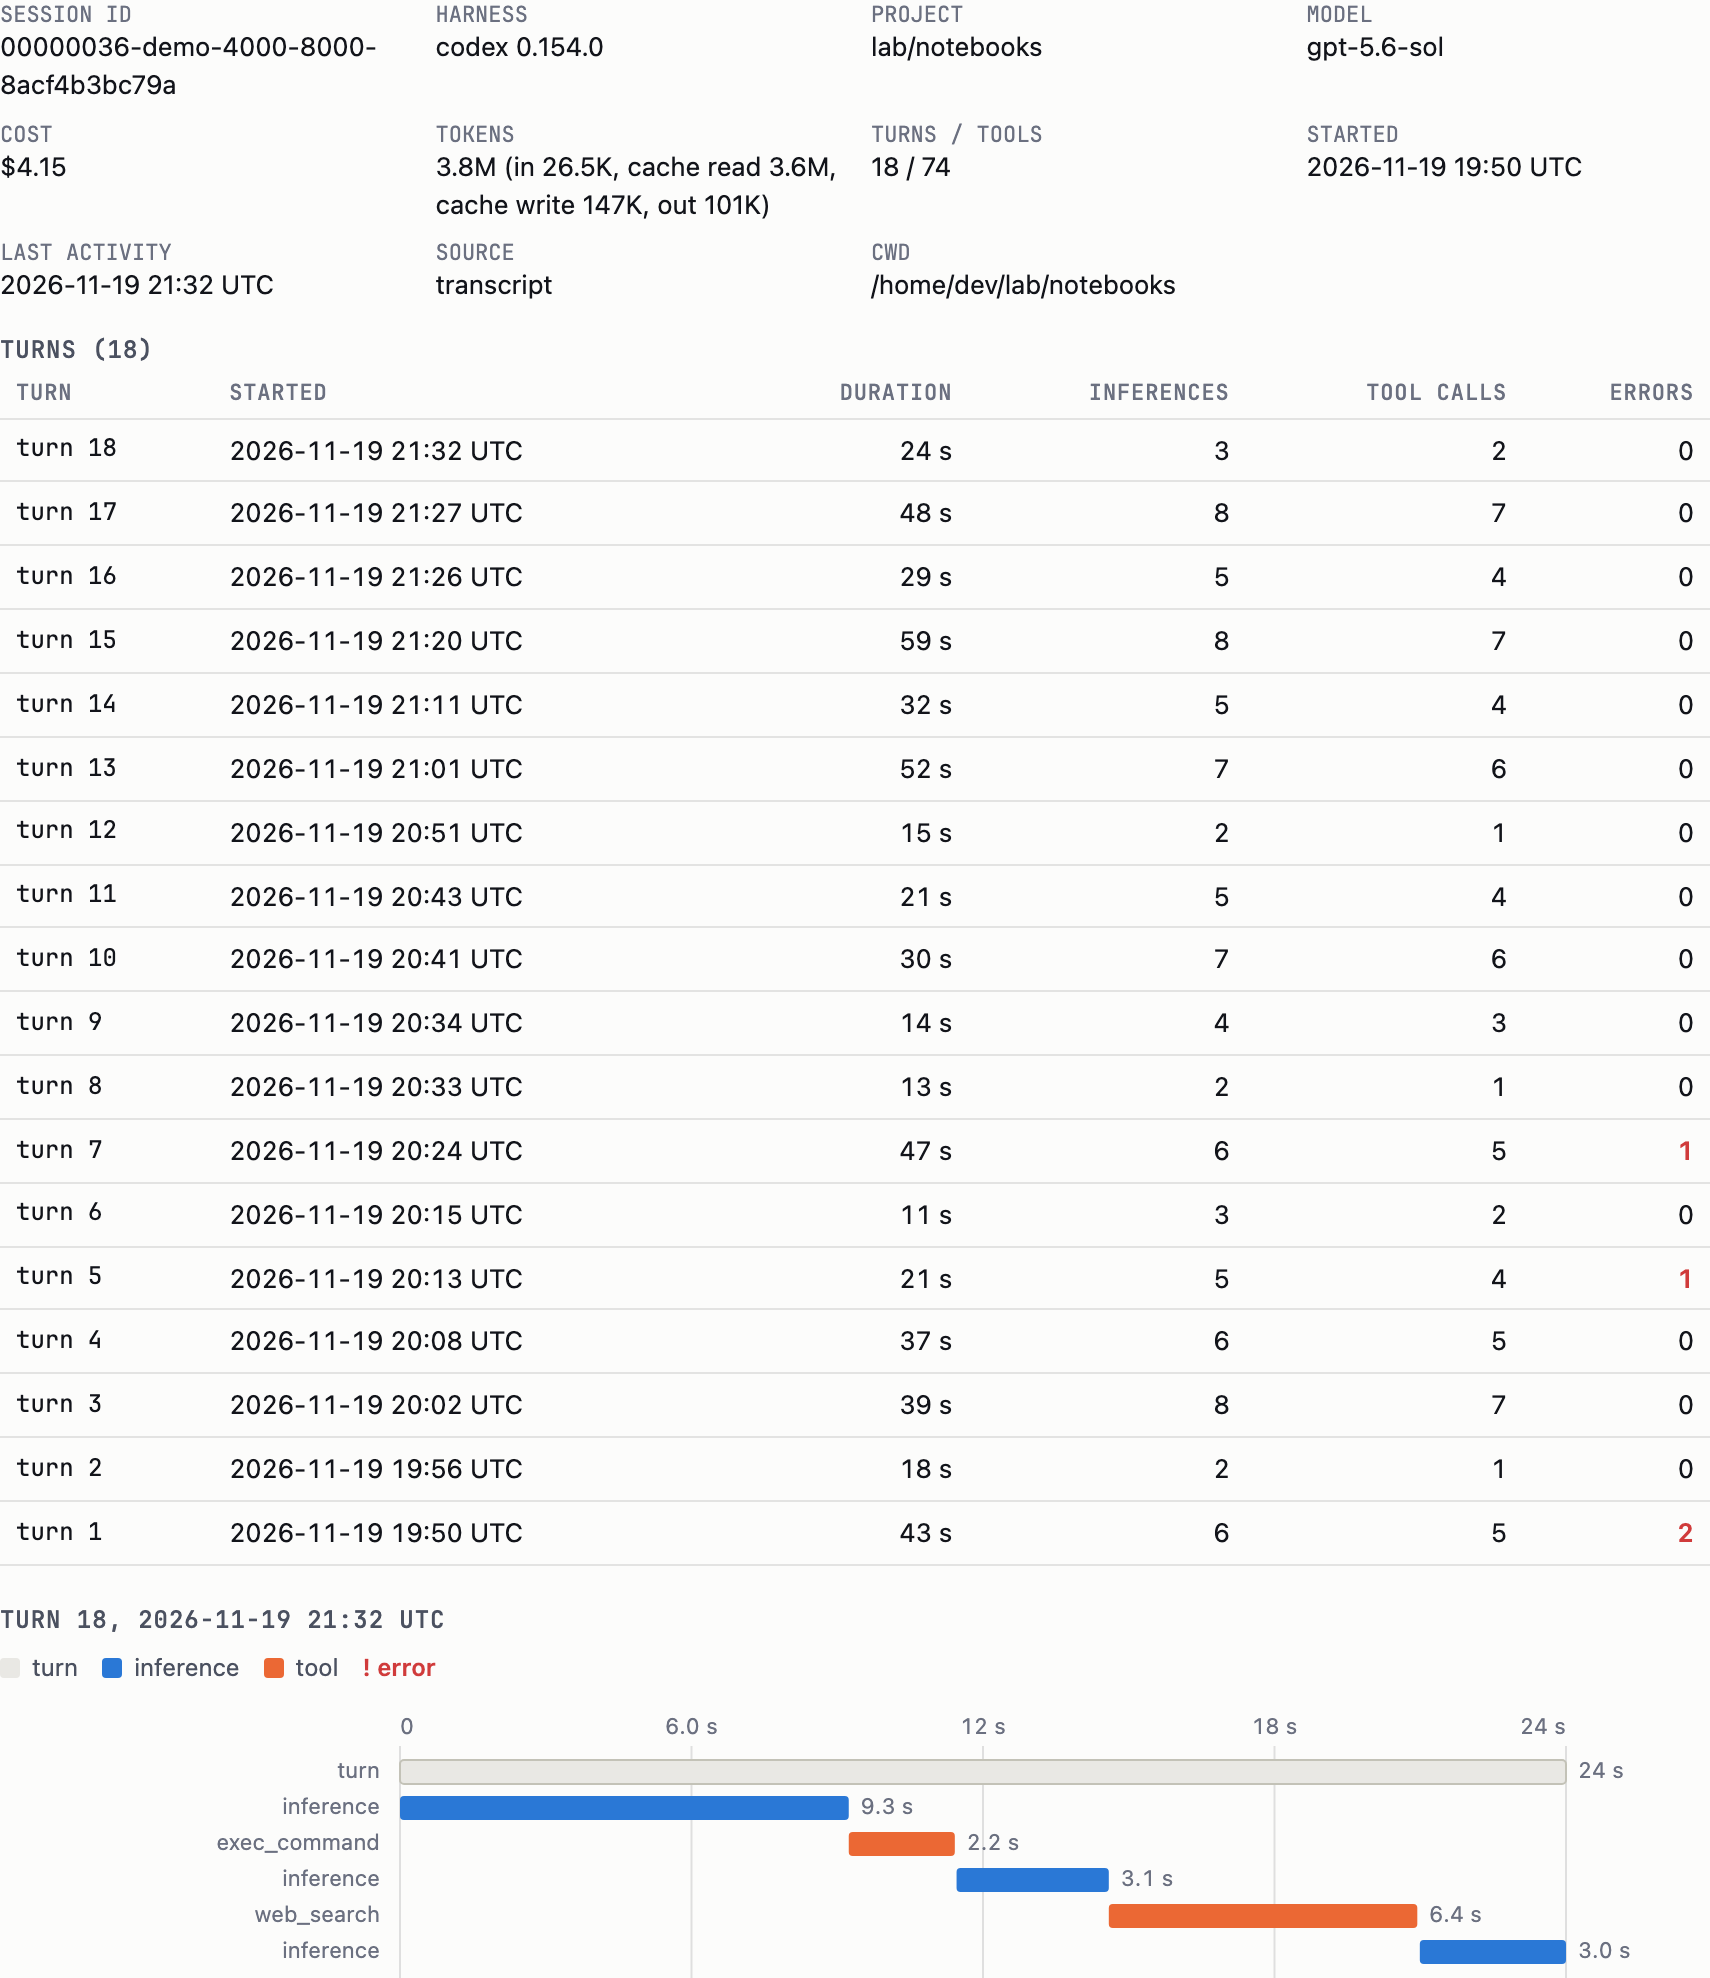 SESSION ID HARNESS PROJECT MODEL
00000036-demo-4000-8000- codex 0.154.0 lab/notebooks gpt-5.6-sol
8acf4b3bc79a
COST TOKENS TURNS / TOOLS STARTED
$4.15 3.8M (in 26.5K, cache read 3.6M, 18 / 74 2026-11-19 19:50 UTC
cache write 147K, out 101K)
LAST ACTIVITY SOURCE CWD
2026-11-19 21:32 UTC transcript /home/dev/lab/notebooks
TURNS (18)
TURN STARTED DURATION INFERENCES TOOL CALLS ERRORS
turn 18 2026-11-19 21:32 UTC 24 s 3 2 0
turn 17 2026-11-19 21:27 UTC 48 s 8 7 0
turn 16 2026-11-19 21:26 UTC 29 s 5 4 0
turn 15 2026-11-19 21:20 UTC 59 s 8 7 0
turn 14 2026-11-19 21:11 UTC 32 s 5 4 0
turn 13 2026-11-19 21:01 UTC 52 s 7 6 0
turn 12 2026-11-19 20:51 UTC 15 s 2 1 0
turn 11 2026-11-19 20:43 UTC 21 s 5 4 0
turn 10 2026-11-19 20:41 UTC 30 s 7 6 0
turn 9 2026-11-19 20:34 UTC 14 s 4 3 0
turn 8 2026-11-19 20:33 UTC 13 s 2 1 0
turn 7 2026-11-19 20:24 UTC 47 s 6 5 1
turn 6 2026-11-19 20:15 UTC 11 s 3 2 0
turn 5 2026-11-19 20:13 UTC 21 s 5 4 1
turn 4 2026-11-19 20:08 UTC 37 s 6 5 0
turn 3 2026-11-19 20:02 UTC 39 s 8 7 0
turn 2 2026-11-19 19:56 UTC 18 s 2 1 0
turn 1 2026-11-19 19:50 UTC 43 s 6 5 2
TURN 18, 2026-11-19 21:32 UTC
turn inference tool ! error
0 6.0 s 12 s 18 s 24 s
turn 24 s
inference 9.3 s
exec_command 2.2 s
inference 3.1 s
web_search 6.4 s
inference 3.0 s